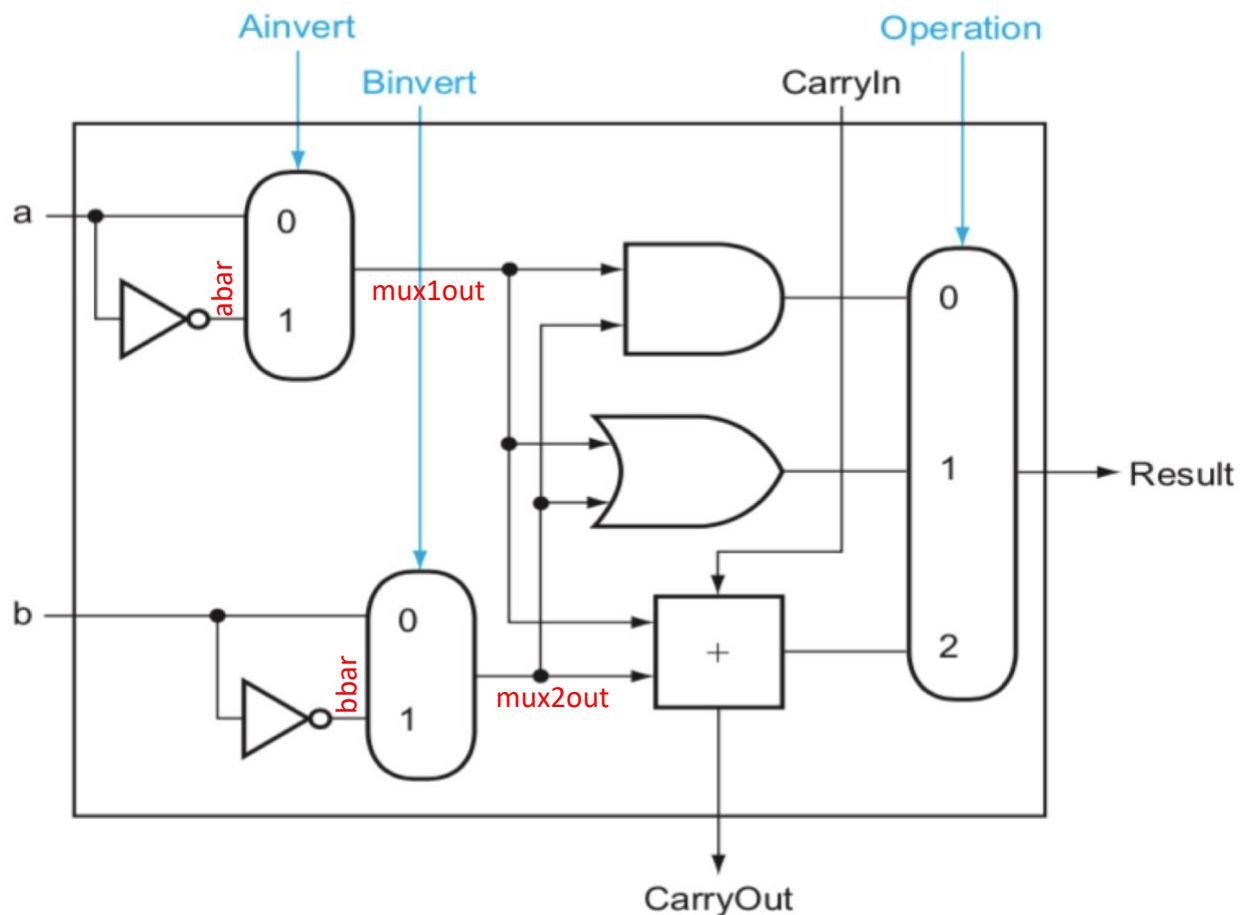 Ainvert
Operation
Binvert
CarryIn
a
0
abar
1
mux1out
0
1
Result
b
0
bbar
1
mux2out
+
2
CarryOut